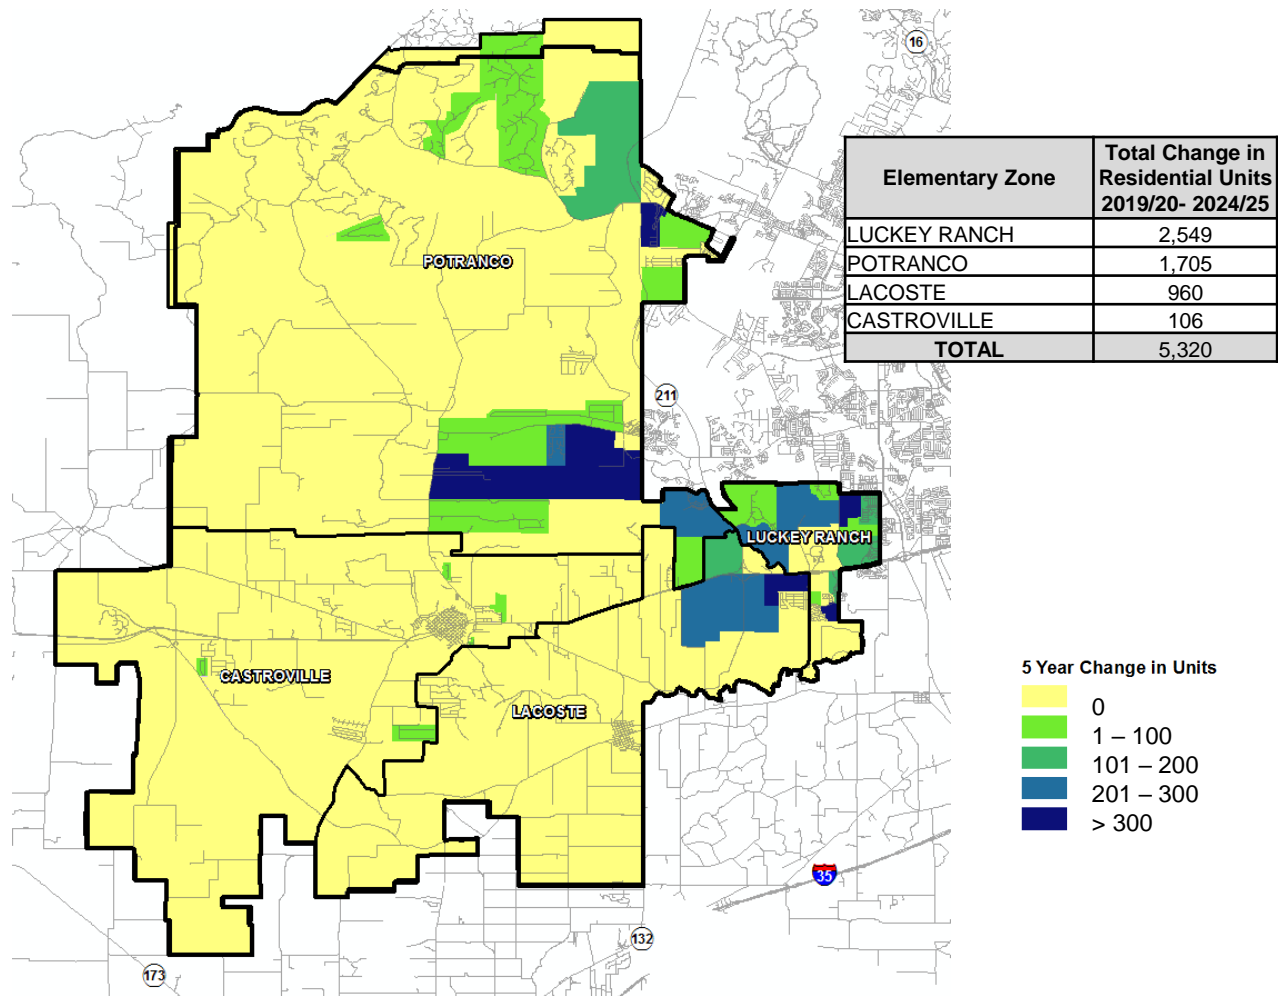 16
Elementary Zone
Total Change in
Residential Units
2019/20- 2024/25
LUCKEY RANCH 2,549
POTRANCO 1,705
LACOSTE 960
CASTROVILLE 106
TOTAL 5,320
POTRANCO
211
LUCKEY RANCH
CASTROVILLE
LACOSTE
5 Year Change in Units
0
1 – 100
101 – 200
201 – 300
> 300
35
132
173